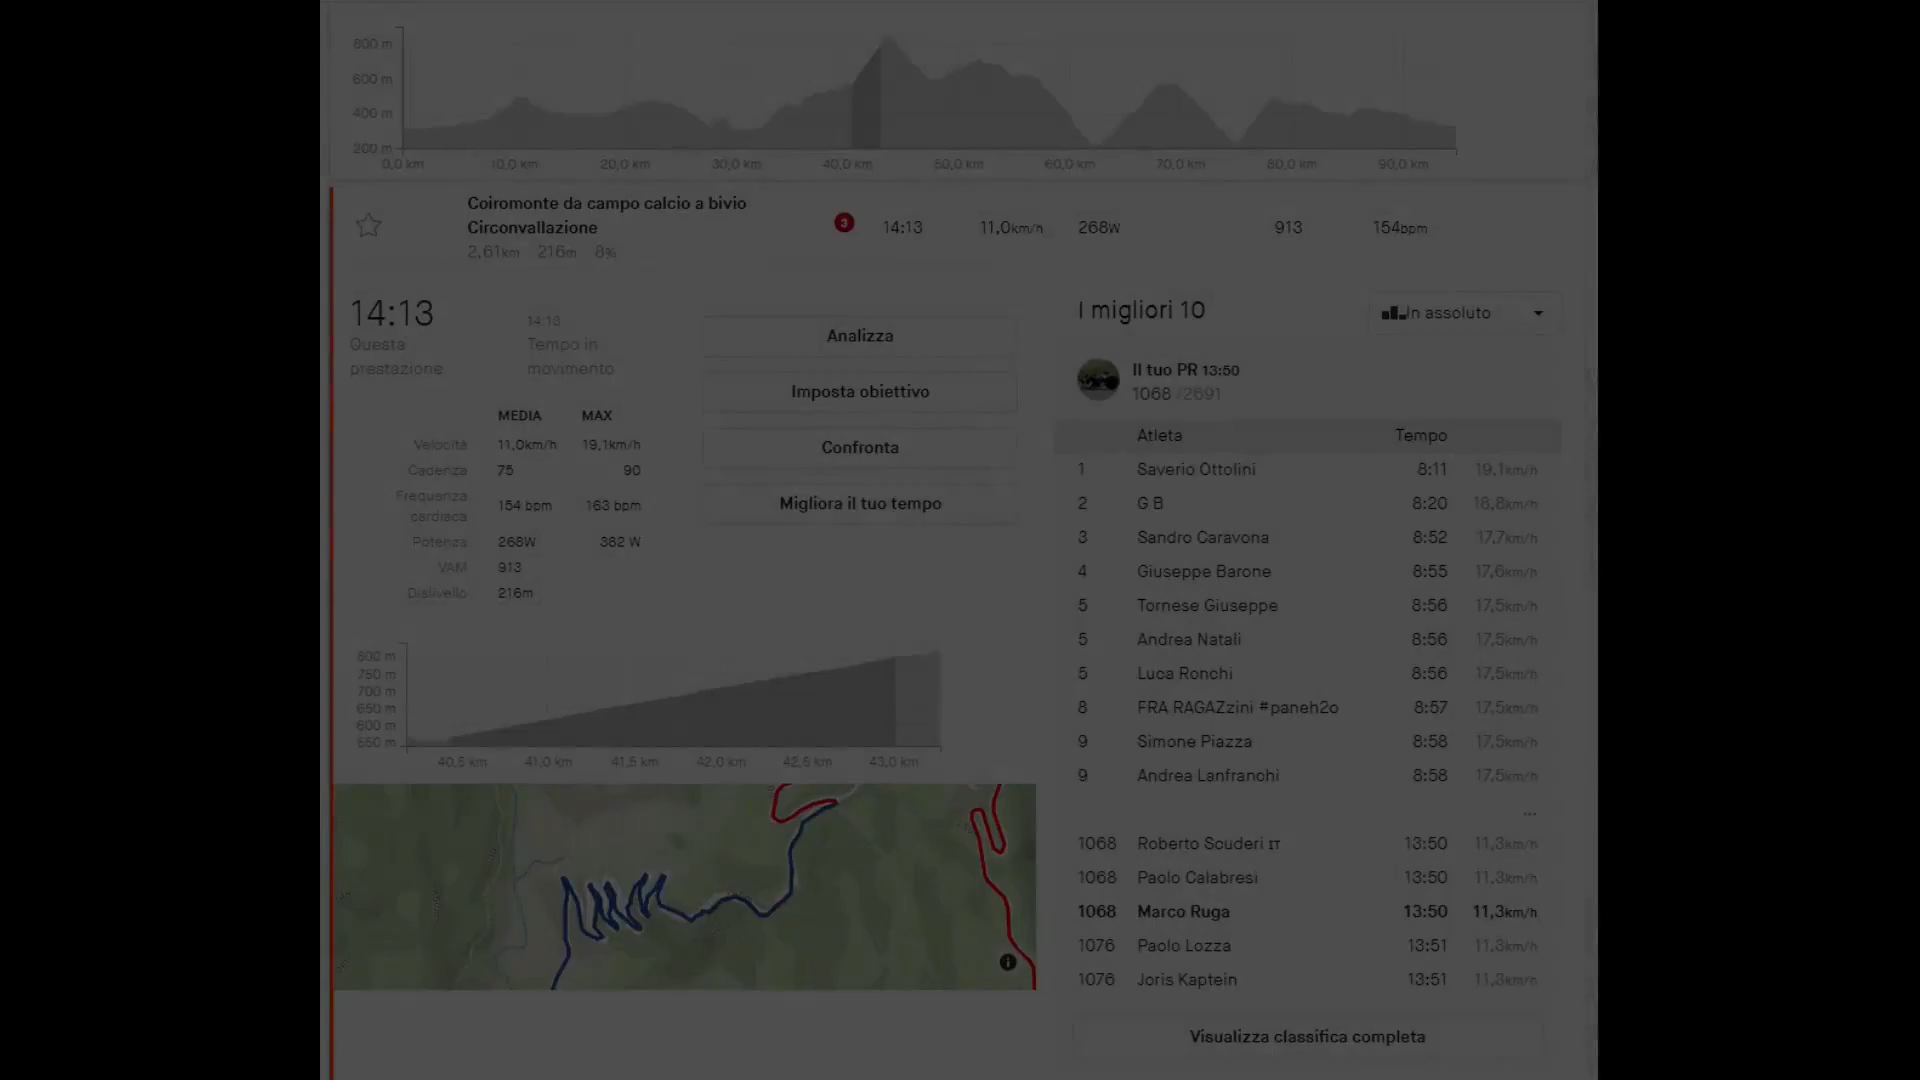 800 m
600 m
400 m
200 m
0,0 km 10,0 km 20,0 km 30,0 km 40,0 km 50,0 km 60,0 km 70,0 km 80,0 km 90,0 km
Coiromonte da campo calcio a bivio
Circonvallazione
2,61km 216m 8%
3 14:13 11,0km/h 268W 913 154bpm
14:13
Questa
prestazione
14:13
Tempo in
movimento
MEDIA MAX
Velocità 11,0km/h 19,1km/h
Cadenza 75 90
Frequenza
cardiaca 154 bpm 163 bpm
Potenza 268W 382 W
VAM 913
Dislivello 216m
Analizza
Imposta obiettivo
Confronta
Migliora il tuo tempo
800 m
750 m
700 m
650 m
600 m
550 m
40,5 km 41,0 km 41,5 km 42,0 km 42,5 km 43,0 km
I migliori 10
In assoluto
Il tuo PR 13:50
1068 /2691
Atleta Tempo
1 Saverio Ottolini 8:11 19,1km/h
2 G B 8:20 18,8km/h
3 Sandro Caravona 8:52 17,7km/h
4 Giuseppe Barone 8:55 17,6km/h
5 Tornese Giuseppe 8:56 17,5km/h
5 Andrea Natali 8:56 17,5km/h
5 Luca Ronchi 8:56 17,5km/h
8 FRA RAGAZzini #paneh2o 8:57 17,5km/h
9 Simone Piazza 8:58 17,5km/h
9 Andrea Lanfranchi 8:58 17,5km/h
...
1068 Roberto Scuderi IT 13:50 11,3km/h
1068 Paolo Calabresi 13:50 11,3km/h
1068 Marco Ruga 13:50 11,3km/h
1076 Paolo Lozza 13:51 11,3km/h
1076 Joris Kaptein 13:51 11,3km/h
Visualizza classifica completa